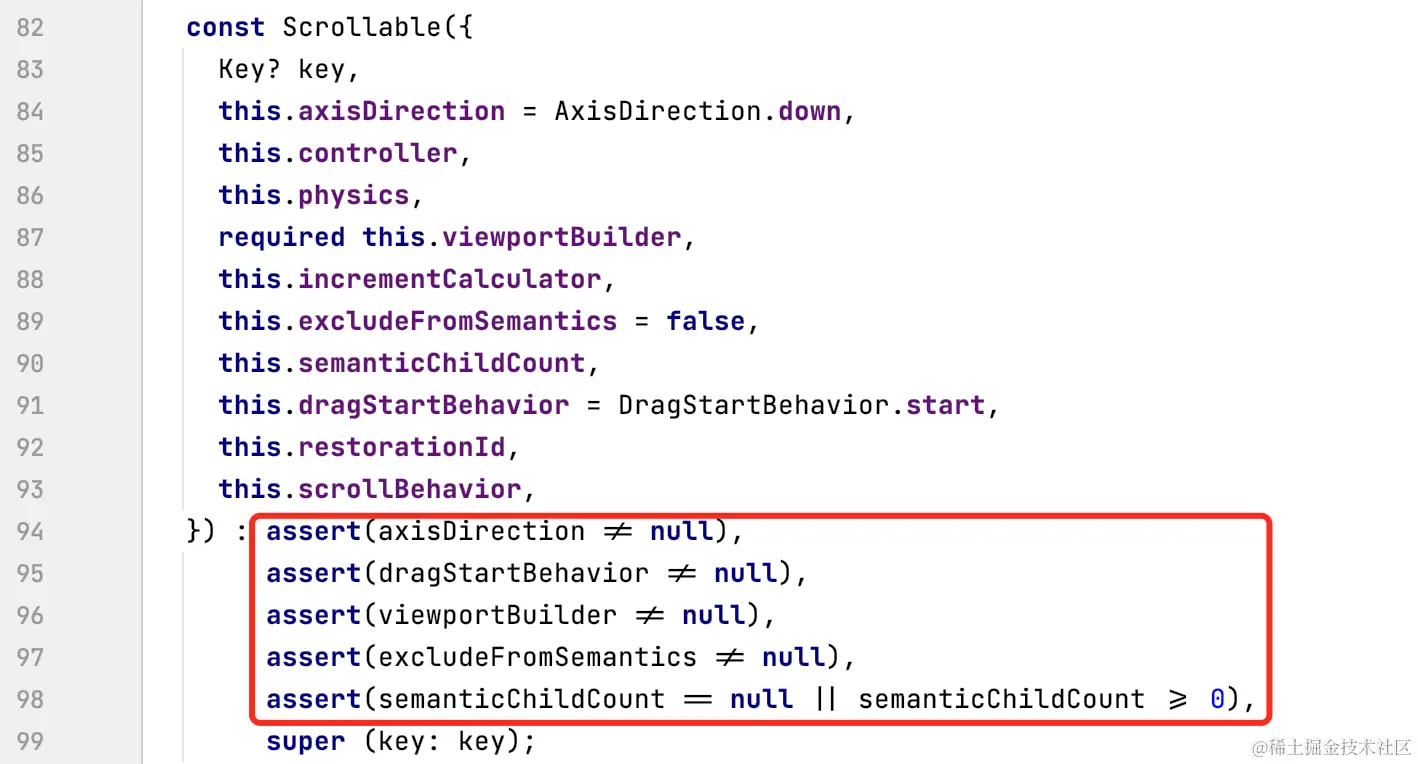 82 const Scrollable({
83 Key? key,
84 this.axisDirection = AxisDirection.down,
85 this.controller,
86 this.physics,
87 required this.viewportBuilder,
88 this.incrementCalculator,
89 this.excludeFromSemantics = false,
90 this.semanticChildCount,
91 this.dragStartBehavior = DragStartBehavior.start,
92 this.restorationId,
93 this.scrollBehavior,
94 }) : assert(axisDirection ≠ null),
95 assert(dragStartBehavior ≠ null),
96 assert(viewportBuilder ≠ null),
97 assert(excludeFromSemantics ≠ null),
98 assert(semanticChildCount == null || semanticChildCount ⩾ 0),
99 super (key: key);
@稀土掘金技术社区